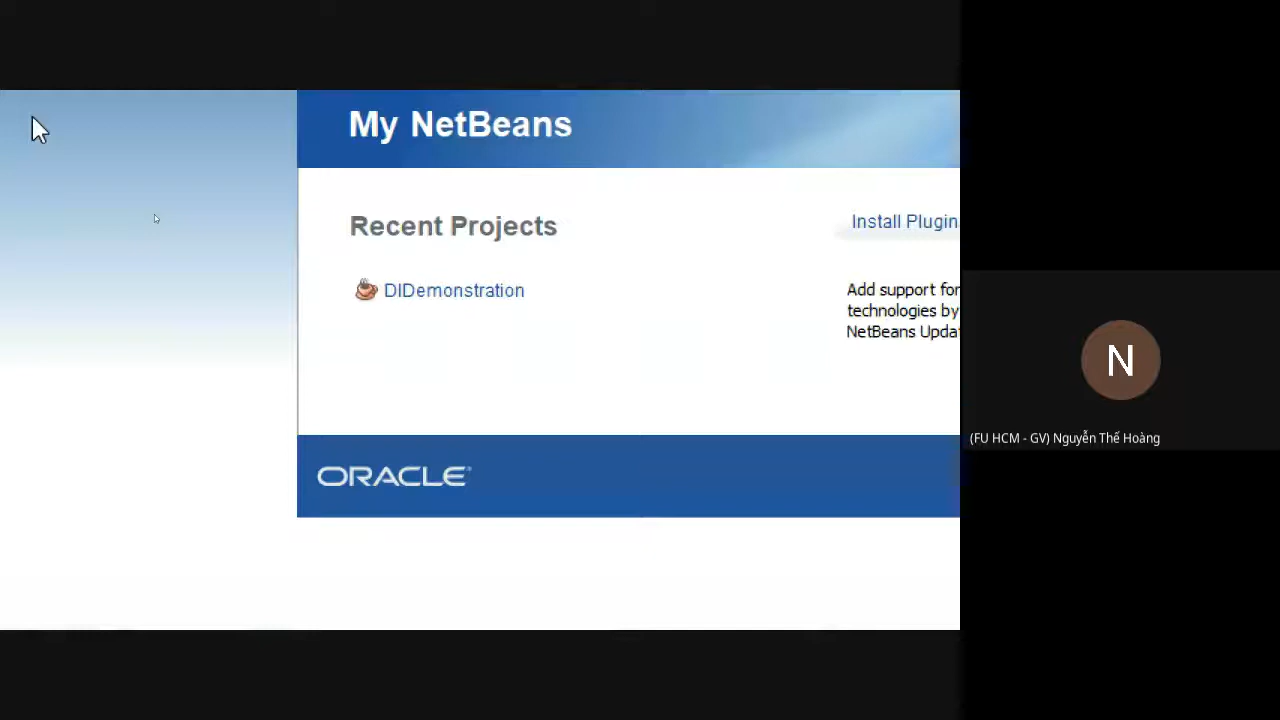 My NetBeans
Recent Projects
DIDemonstration
Install Plugin
Add support for
technologies by
NetBeans Upda
ORACLE
N
(FU HCM - GV) Nguyễn Thế Hoàng